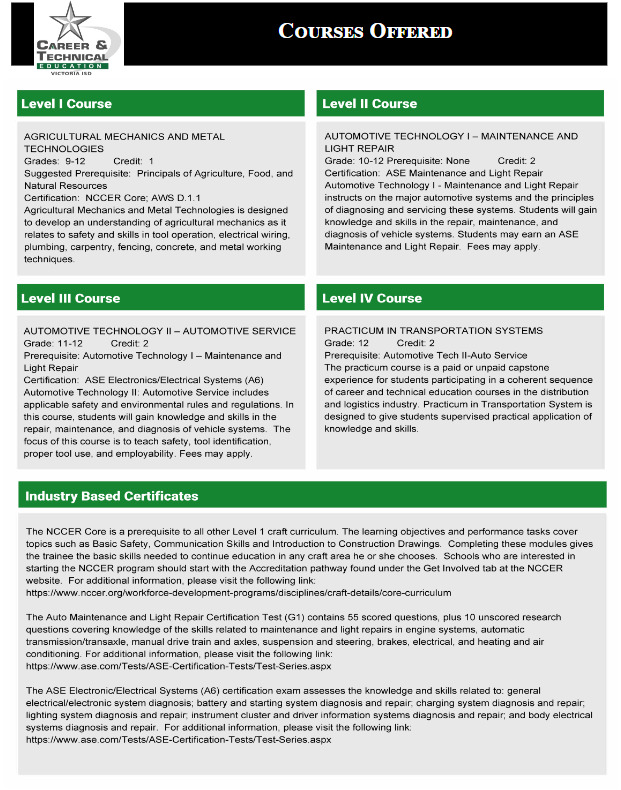 CAREER &
TECHNICAL
EDUCATION
VICTORIA ISD
COURSES OFFERED
Level I Course
AGRICULTURAL MECHANICS AND METAL
TECHNOLOGIES
Grades: 9-12 Credit: 1
Suggested Prerequisite: Principals of Agriculture, Food, and
Natural Resources
Certification: NCCER Core; AWS D.1.1
Agricultural Mechanics and Metal Technologies is designed
to develop an understanding of agricultural mechanics as it
relates to safety and skills in tool operation, electrical wiring,
plumbing, carpentry, fencing, concrete, and metal working
techniques.
Level II Course
AUTOMOTIVE TECHNOLOGY I – MAINTENANCE AND
LIGHT REPAIR
Grade: 10-12 Prerequisite: None Credit: 2
Certification: ASE Maintenance and Light Repair
Automotive Technology I - Maintenance and Light Repair
instructs on the major automotive systems and the principles
of diagnosing and servicing these systems. Students will gain
knowledge and skills in the repair, maintenance, and
diagnosis of vehicle systems. Students may earn an ASE
Maintenance and Light Repair. Fees may apply.
Level III Course
AUTOMOTIVE TECHNOLOGY II – AUTOMOTIVE SERVICE
Grade: 11-12 Credit: 2
Prerequisite: Automotive Technology I – Maintenance and
Light Repair
Certification: ASE Electronics/Electrical Systems (A6)
Automotive Technology II: Automotive Service includes
applicable safety and environmental rules and regulations. In
this course, students will gain knowledge and skills in the
repair, maintenance, and diagnosis of vehicle systems. The
focus of this course is to teach safety, tool identification,
proper tool use, and employability. Fees may apply.
Level IV Course
PRACTICUM IN TRANSPORTATION SYSTEMS
Grade: 12 Credit: 2
Prerequisite: Automotive Tech II-Auto Service
The practicum course is a paid or unpaid capstone
experience for students participating in a coherent sequence
of career and technical education courses in the distribution
and logistics industry. Practicum in Transportation System is
designed to give students supervised practical application of
knowledge and skills.
Industry Based Certificates
The NCCER Core is a prerequisite to all other Level 1 craft curriculum. The learning objectives and performance tasks cover
topics such as Basic Safety, Communication Skills and Introduction to Construction Drawings. Completing these modules gives
the trainee the basic skills needed to continue education in any craft area he or she chooses. Schools who are interested in
starting the NCCER program should start with the Accreditation pathway found under the Get Involved tab at the NCCER
website. For additional information, please visit the following link:
https://www.nccer.org/workforce-development-programs/disciplines/craft-details/core-curriculum
The Auto Maintenance and Light Repair Certification Test (G1) contains 55 scored questions, plus 10 unscored research
questions covering knowledge of the skills related to maintenance and light repairs in engine systems, automatic
transmission/transaxle, manual drive train and axles, suspension and steering, brakes, electrical, and heating and air
conditioning. For additional information, please visit the following link:
https://www.ase.com/Tests/ASE-Certification-Tests/Test-Series.aspx
The ASE Electronic/Electrical Systems (A6) certification exam assesses the knowledge and skills related to: general
electrical/electronic system diagnosis; battery and starting system diagnosis and repair; charging system diagnosis and repair;
lighting system diagnosis and repair; instrument cluster and driver information systems diagnosis and repair; and body electrical
systems diagnosis and repair. For additional information, please visit the following link:
https://www.ase.com/Tests/ASE-Certification-Tests/Test-Series.aspx